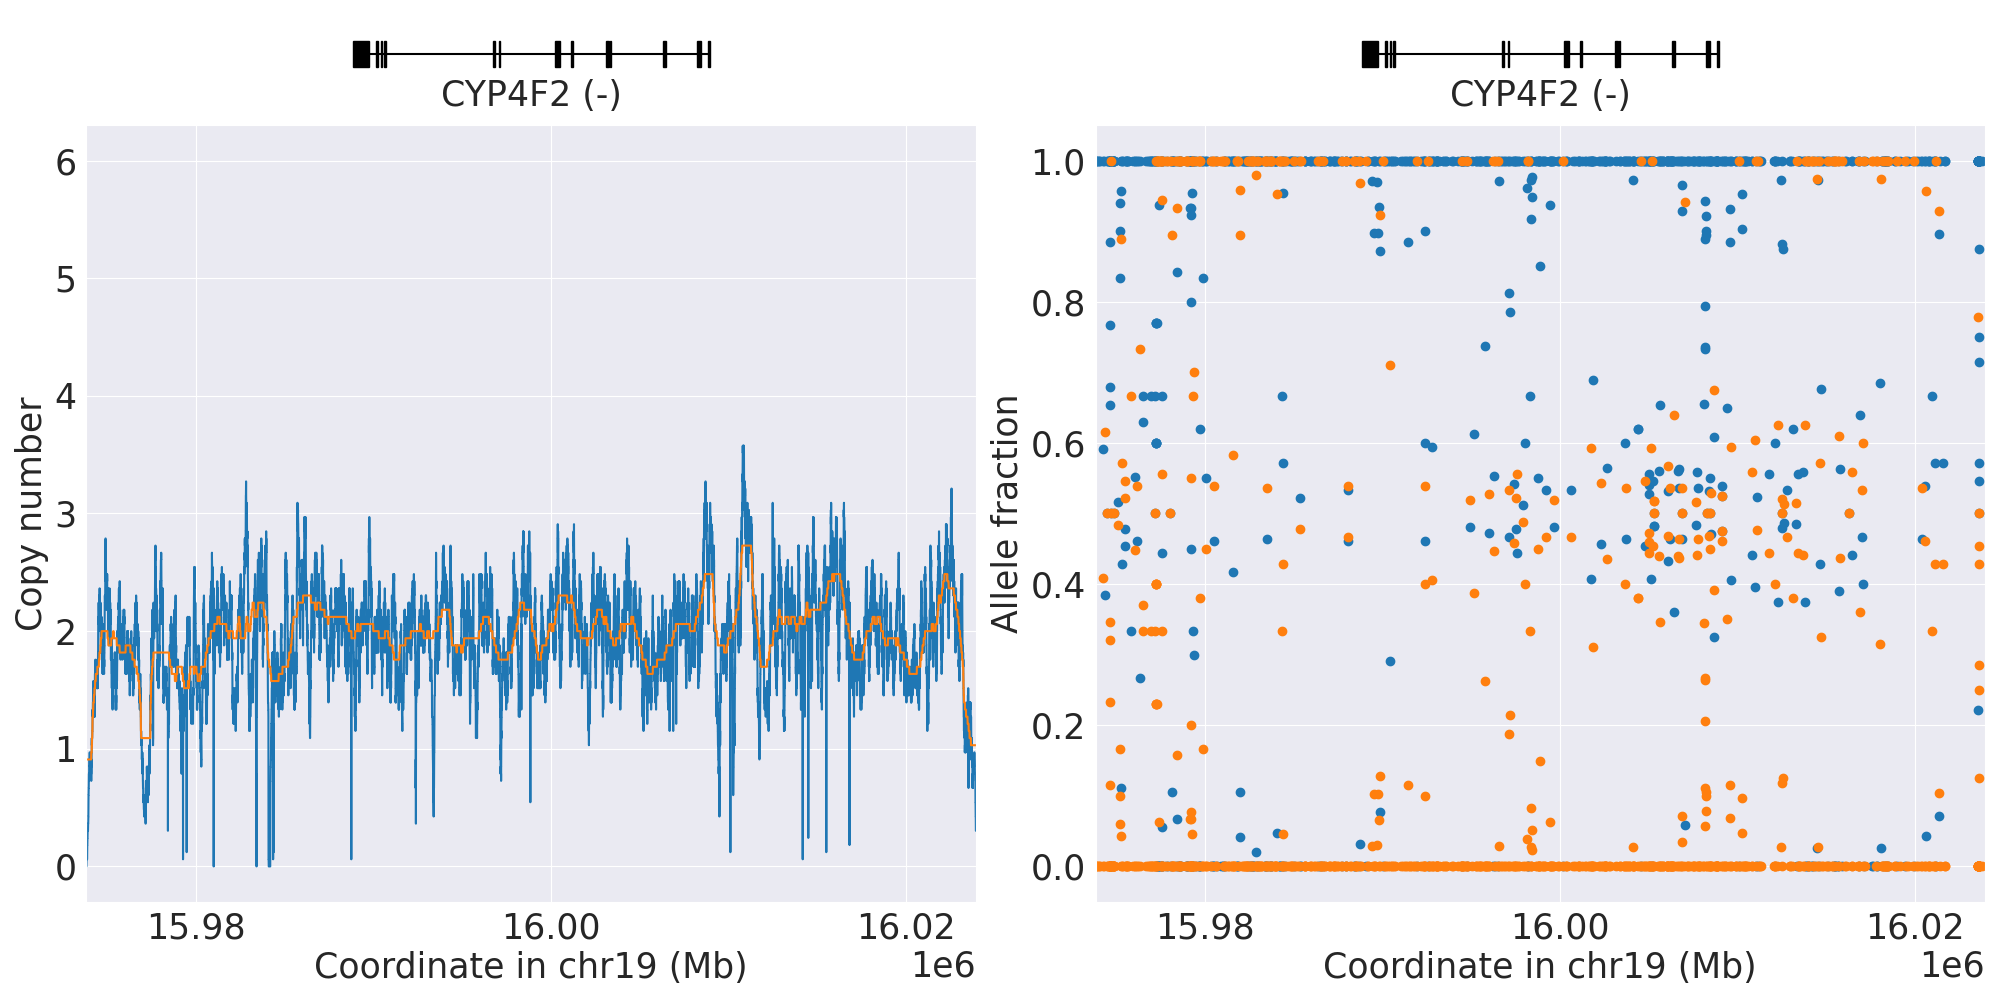 CYP4F2 (-)
6
5
4
3
2
1
0
Copy number
15.98
16.00
16.02
Coordinate in chr19 (Mb)
1e6
CYP4F2 (-)
1.0
0.8
0.6
0.4
0.2
0.0
Allele fraction
15.98
16.00
16.02
Coordinate in chr19 (Mb)
1e6